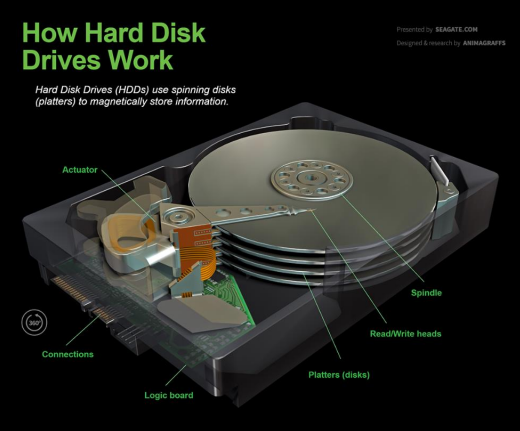 How Hard Disk
Drives Work
Presented by SEAGATE.COM
Designed & research by ANIMAGRAFFS
Hard Disk Drives (HDDs) use spinning disks
(platters) to magnetically store information.
Actuator
Spindle
360°
Read/Write heads
Connections
Platters (disks)
Logic board